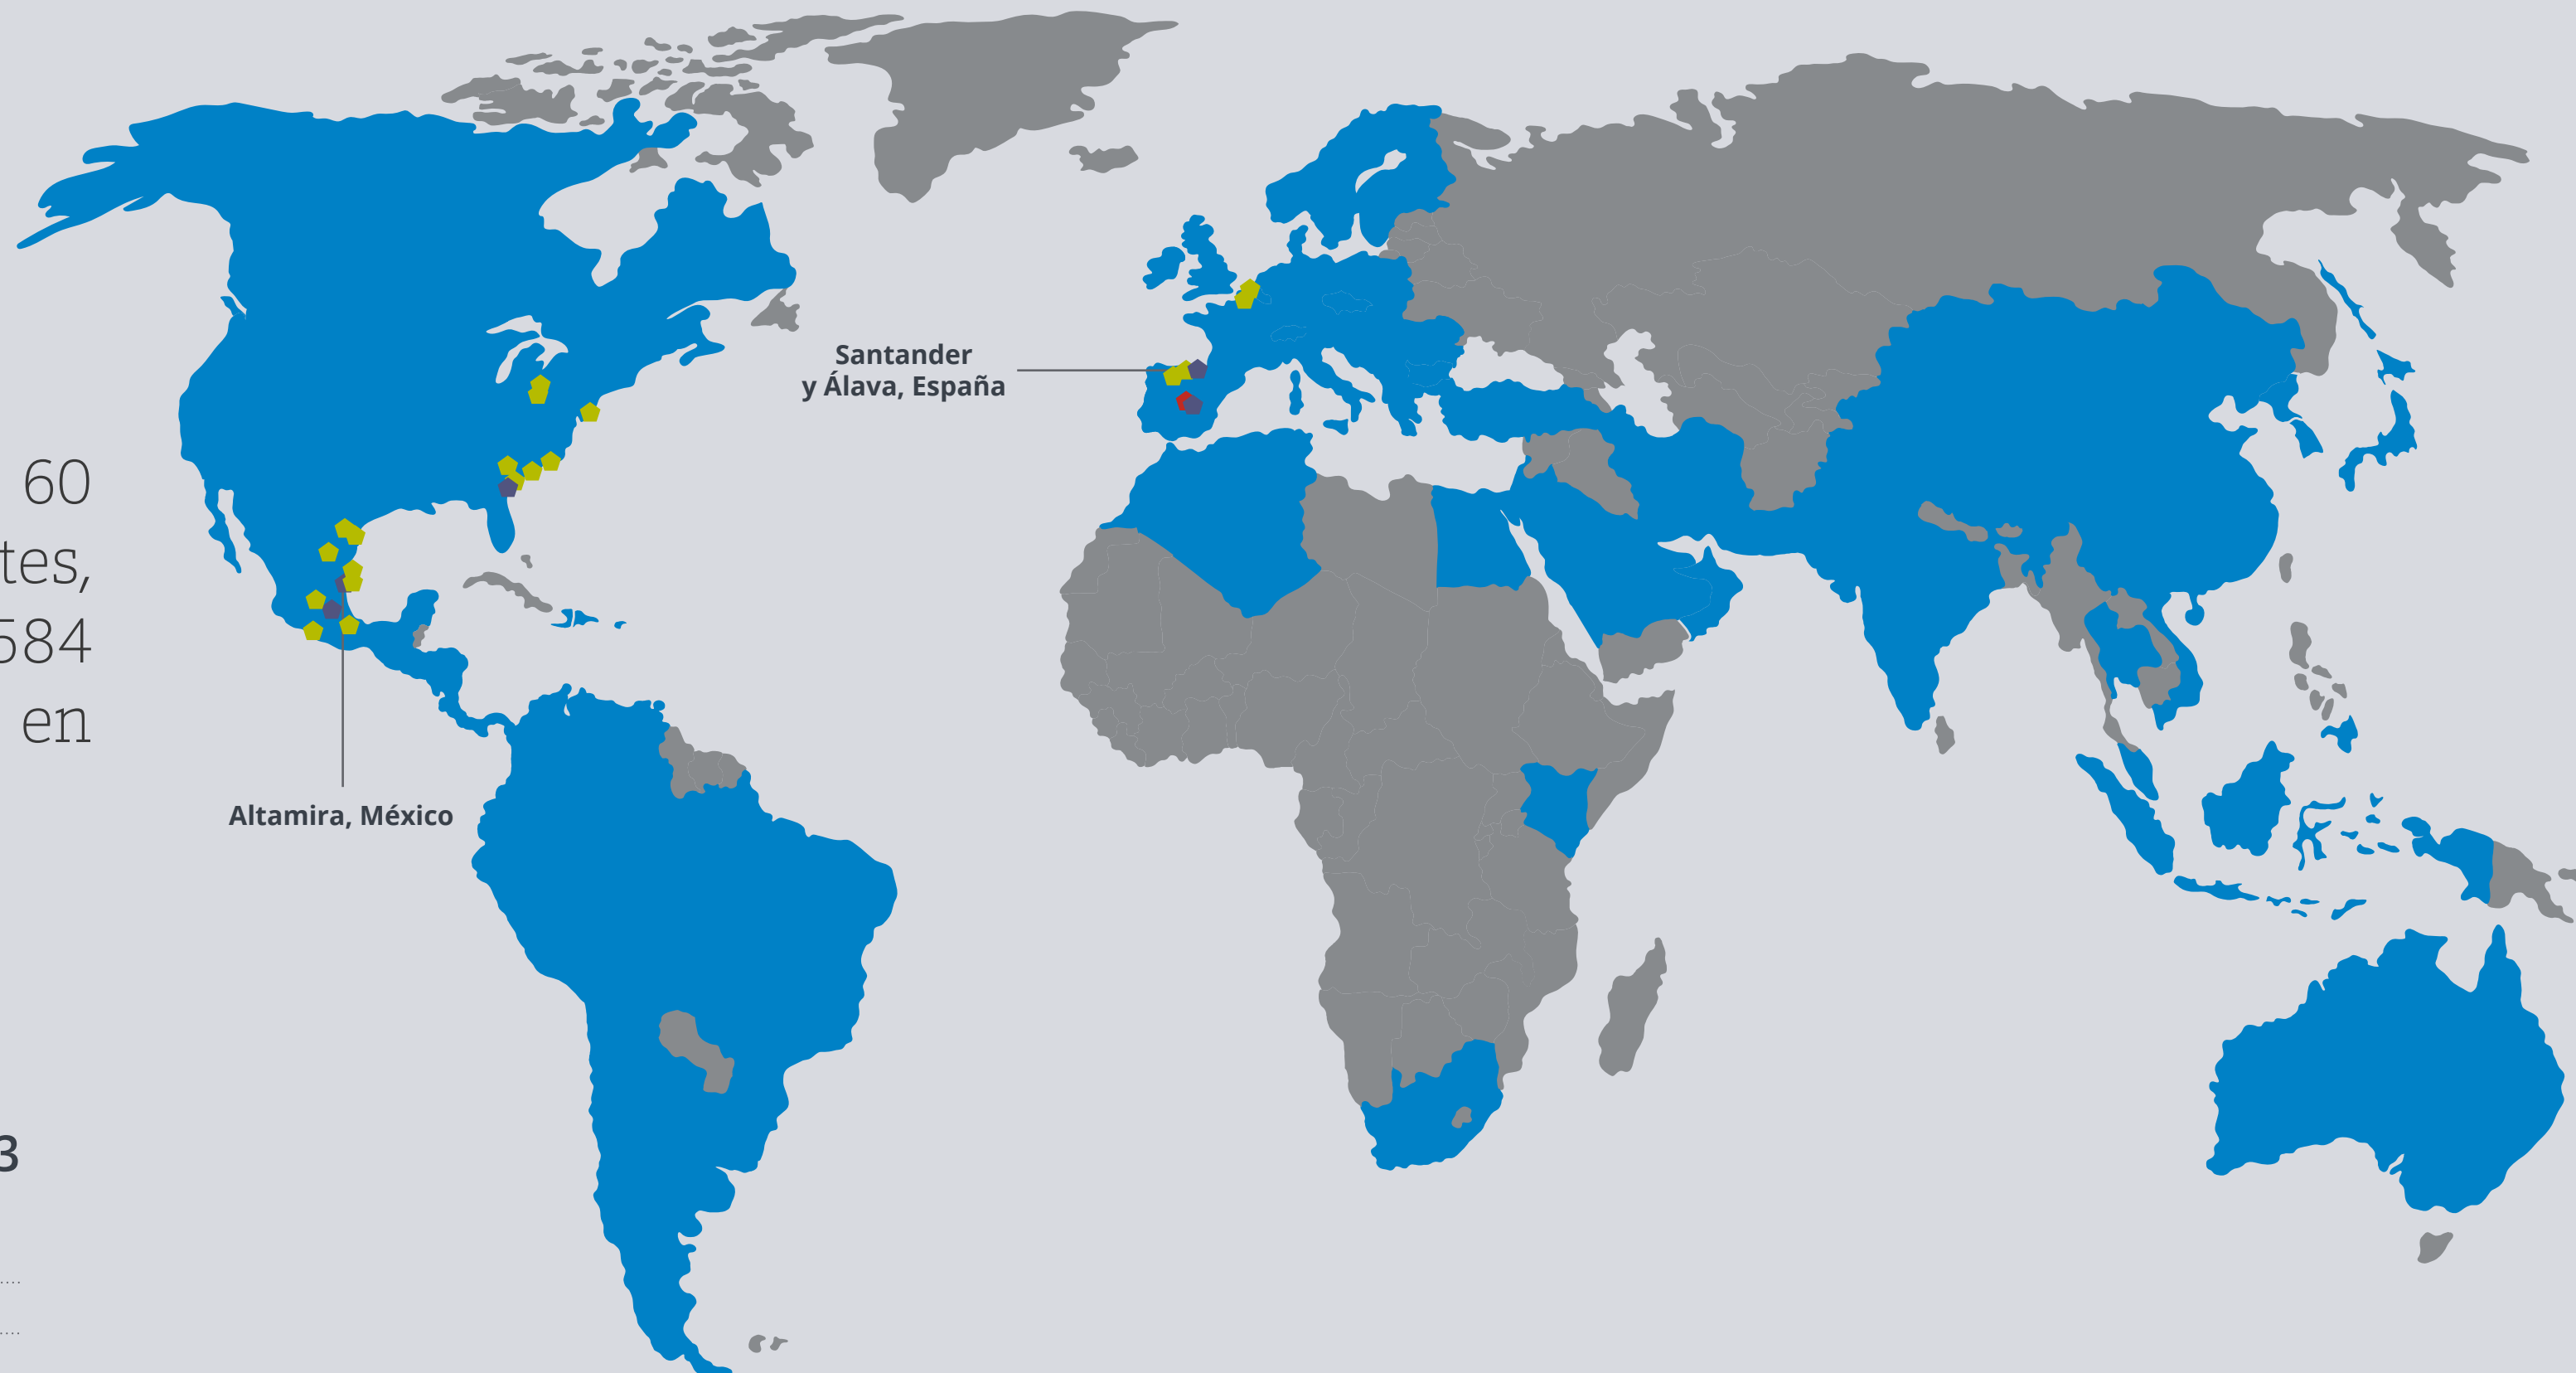 Santander
y Álava, España
60
tes,
584
en
Altamira, México
3